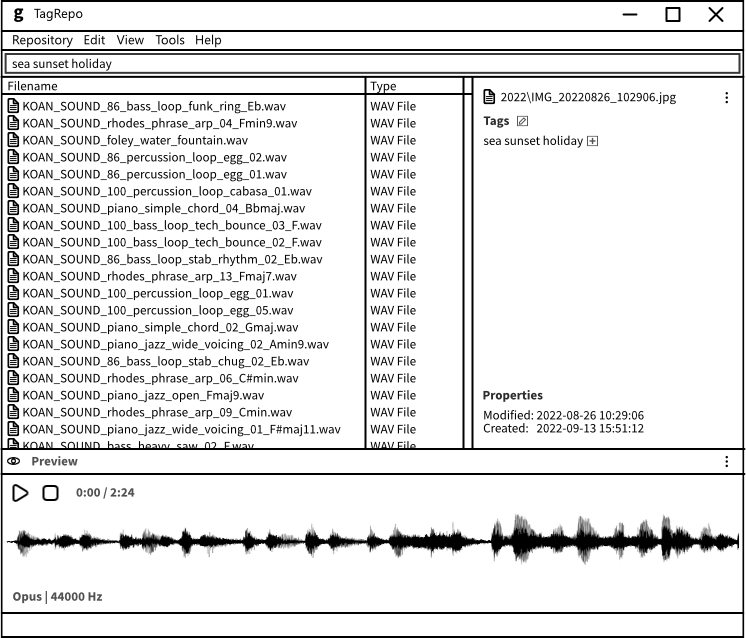 g TagRepo
Repository Edit View Tools Help
sea sunset holiday
Filename Type
KOAN_SOUND_86_bass_loop_funk_ring_Eb.wav WAV File
KOAN_SOUND_rhodes_phrase_arp_04_Fmin9.wav WAV File
KOAN_SOUND_foley_water_fountain.wav WAV File
KOAN_SOUND_86_percussion_loop_egg_02.wav WAV File
KOAN_SOUND_86_percussion_loop_egg_01.wav WAV File
KOAN_SOUND_100_percussion_loop_cabasa_01.wav WAV File
KOAN_SOUND_piano_simple_chord_04_Bbmaj.wav WAV File
KOAN_SOUND_100_bass_loop_tech_bounce_03_F.wav WAV File
KOAN_SOUND_100_bass_loop_tech_bounce_02_F.wav WAV File
KOAN_SOUND_86_bass_loop_stab_rhythm_02_Eb.wav WAV File
KOAN_SOUND_rhodes_phrase_arp_13_Fmaj7.wav WAV File
KOAN_SOUND_100_percussion_loop_egg_01.wav WAV File
KOAN_SOUND_100_percussion_loop_egg_05.wav WAV File
KOAN_SOUND_piano_simple_chord_02_Gmaj.wav WAV File
KOAN_SOUND_piano_jazz_wide_voicing_02_Amin9.wav WAV File
KOAN_SOUND_86_bass_loop_stab_chug_02_Eb.wav WAV File
KOAN_SOUND_rhodes_phrase_arp_06_C#min.wav WAV File
KOAN_SOUND_piano_jazz_open_Fmaj9.wav WAV File
KOAN_SOUND_rhodes_phrase_arp_09_Cmin.wav WAV File
KOAN_SOUND_piano_jazz_wide_voicing_01_F#maj11.wav WAV File
KOAN_SOUND_bass_heavy_saw_02_F.wav WAV File
2022\IMG_20220826_102906.jpg
Tags
sea sunset holiday
Properties
Modified: 2022-08-26 10:29:06
Created: 2022-09-13 15:51:12
Preview
0:00 / 2:24
Opus | 44000 Hz